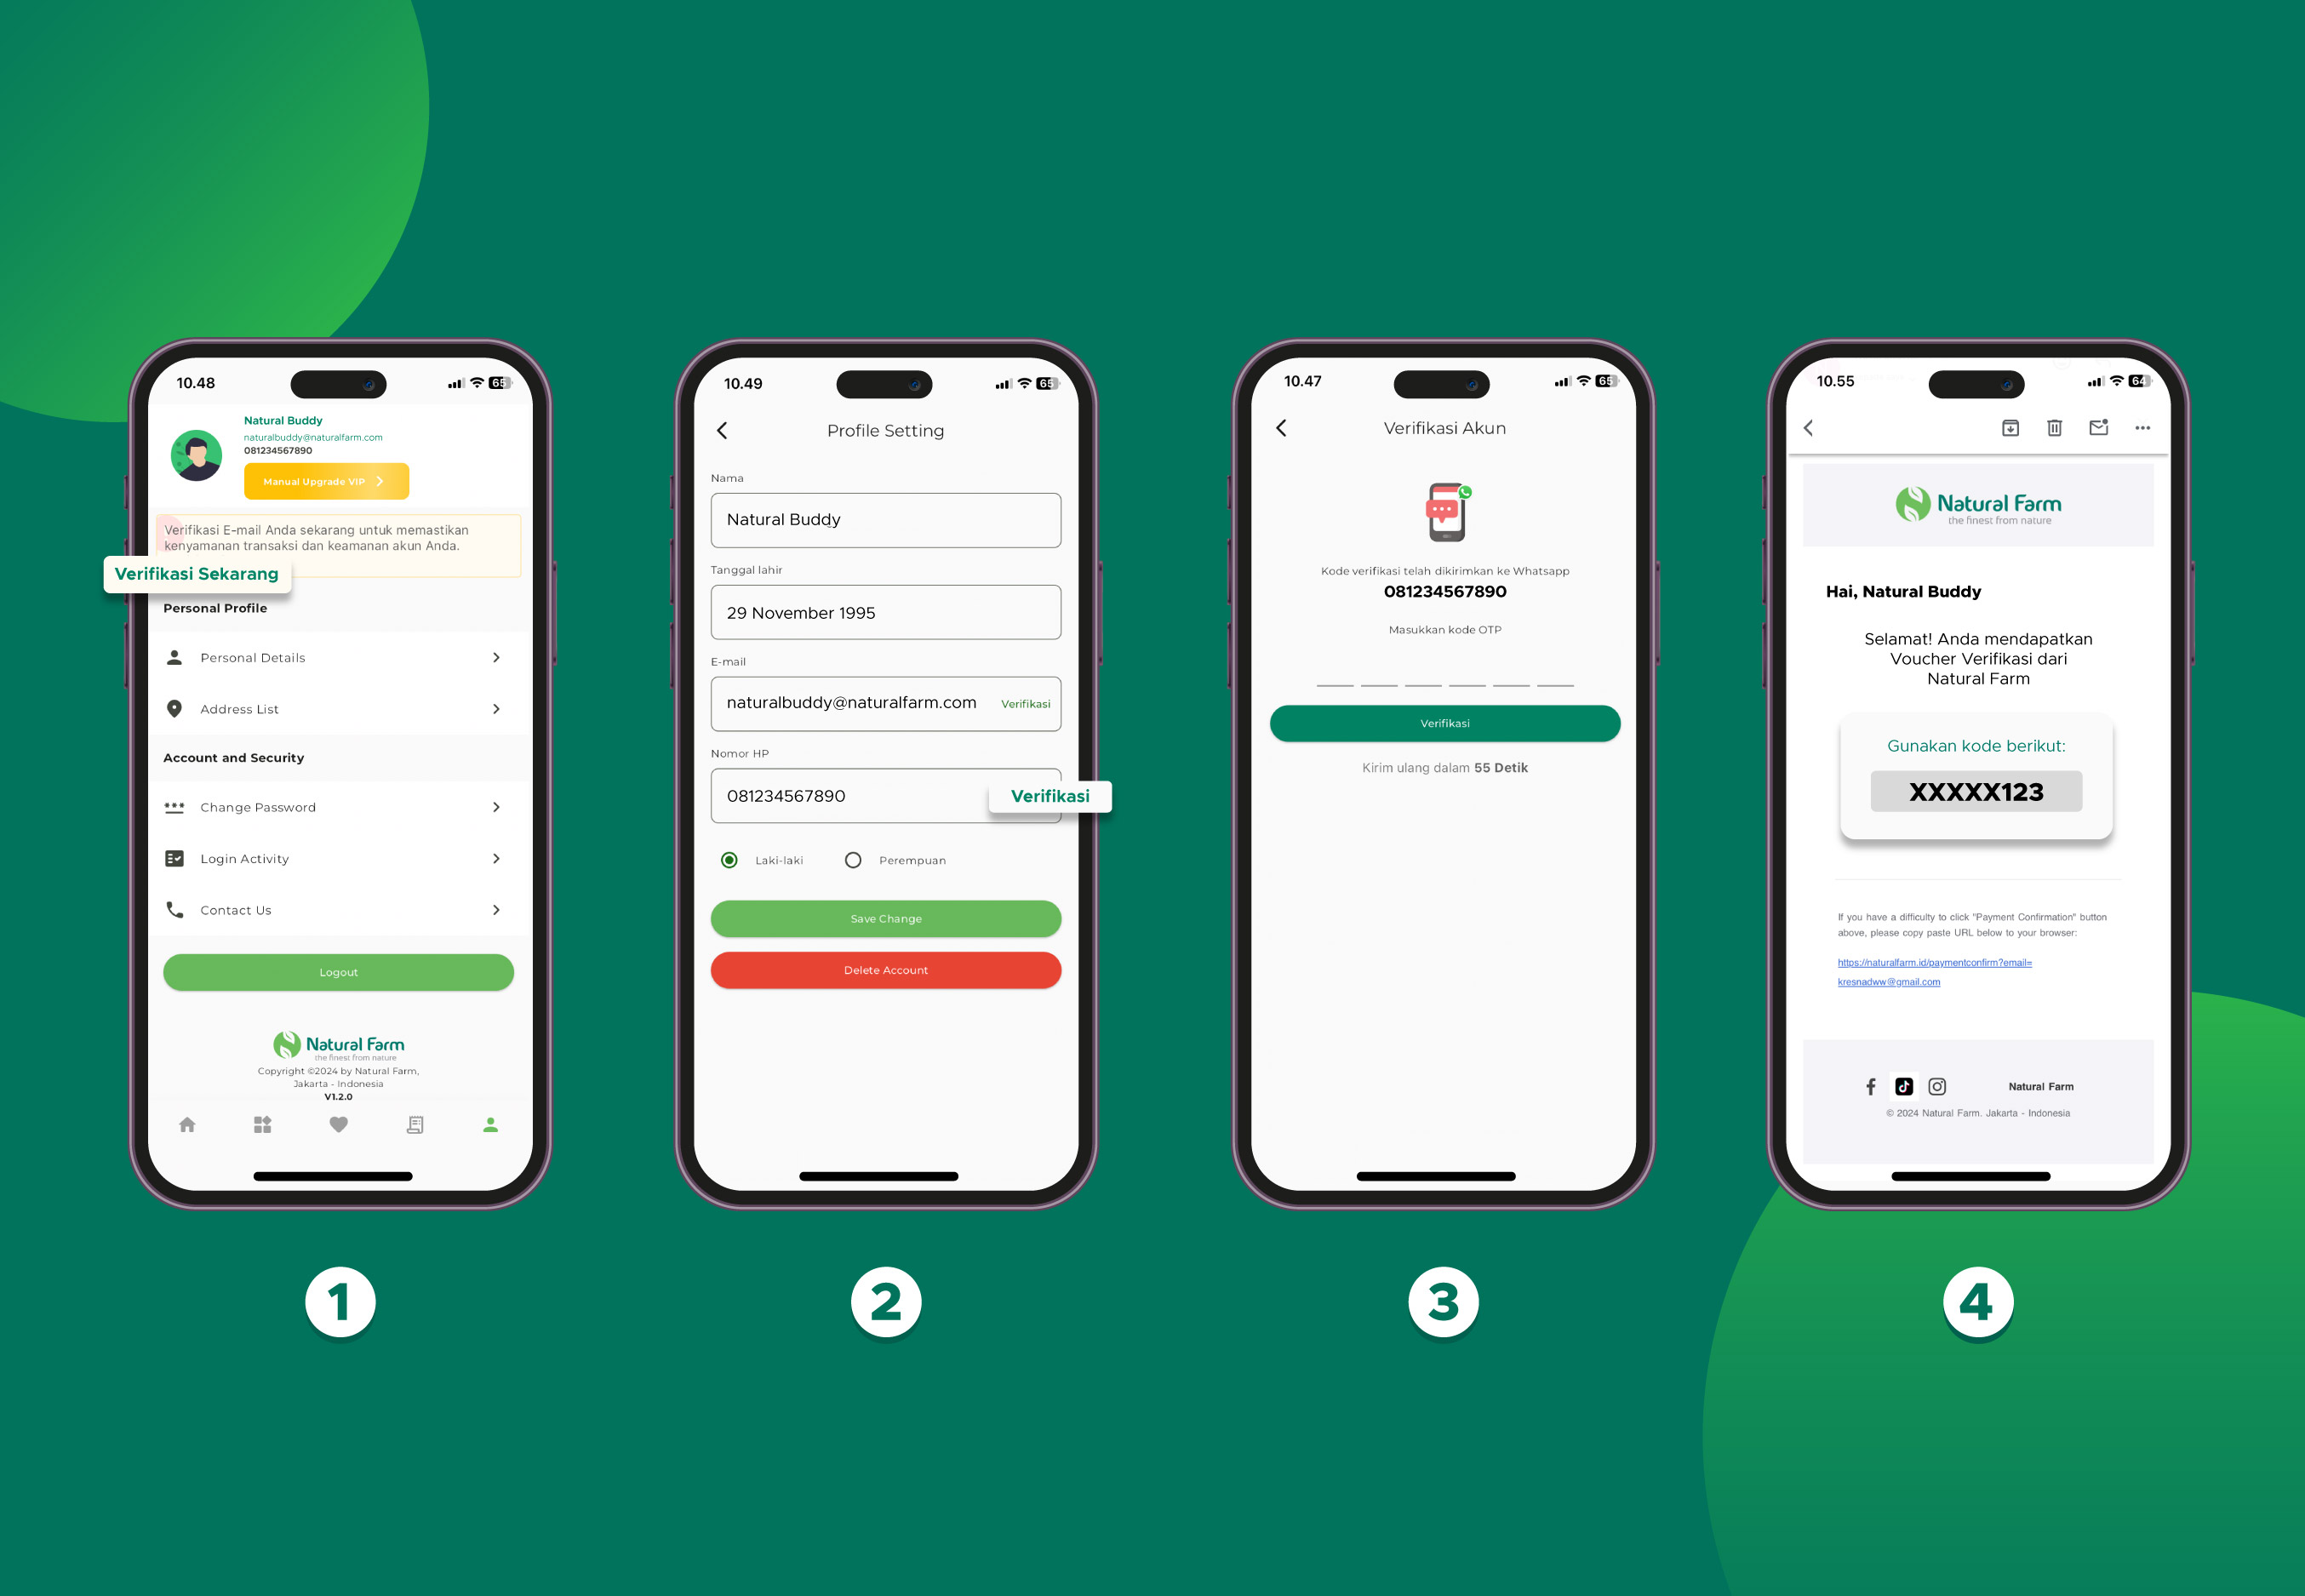 10.48
65
Natural Buddy
naturalbuddy@naturalfarm.com
081234567890
Manual Upgrade VIP
Verifikasi E-mail Anda sekarang untuk memastikan
kenyamanan transaksi dan keamanan akun Anda.
Verifikasi Sekarang
Personal Profile
Personal Details
Address List
Account and Security
Change Password
Login Activity
Contact Us
Logout
Natural Farm
the finest from nature
Copyright ©2024 by Natural Farm,
Jakarta - Indonesia
V1.2.0
1
10.49
65
Profile Setting
Nama
Natural Buddy
Tanggal lahir
29 November 1995
E-mail
naturalbuddy@naturalfarm.com Verifikasi
Nomor HP
081234567890 Verifikasi
Laki-laki Perempuan
Save Change
Delete Account
2
10.47
65
Verifikasi Akun
Kode verifikasi telah dikirimkan ke Whatsapp
081234567890
Masukkan kode OTP
Verifikasi
Kirim ulang dalam 55 Detik
3
10.55
64
Natural Farm
the finest from nature
Hai, Natural Buddy
Selamat! Anda mendapatkan
Voucher Verifikasi dari
Natural Farm
Gunakan kode berikut:
XXXXX123
If you have a difficulty to click "Payment Confirmation" button
above, please copy paste URL below to your browser:
https://naturalfarm.id/paymentconfirm?email=
kresnadww@gmail.com
Natural Farm
© 2024 Natural Farm. Jakarta - Indonesia
4